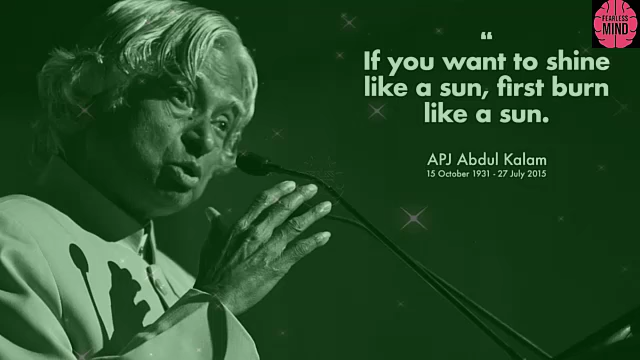 FEARLESS
MIND
“
If you want to shine
like a sun, first burn
like a sun.
APJ Abdul Kalam
15 October 1931 - 27 July 2015